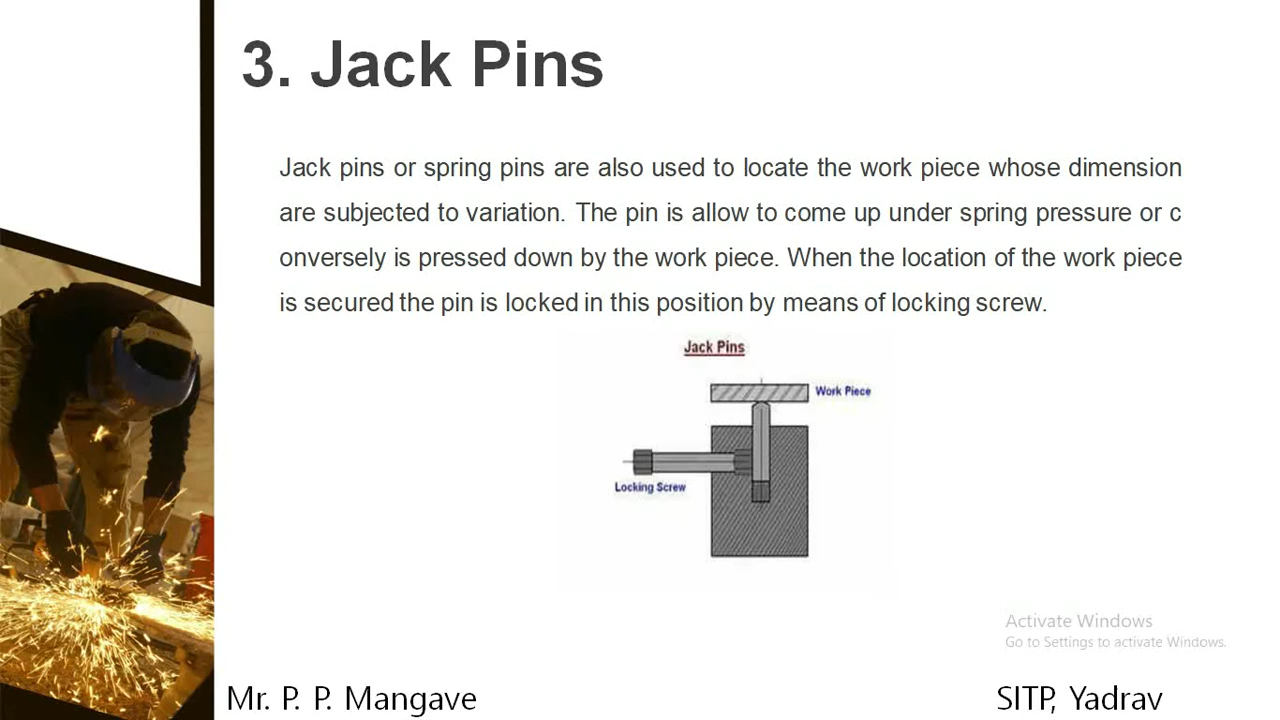 3. Jack Pins
Jack pins or spring pins are also used to locate the work piece whose dimension
are subjected to variation. The pin is allow to come up under spring pressure or c
onversely is pressed down by the work piece. When the location of the work piece
is secured the pin is locked in this position by means of locking screw.
Jack Pins
Work Piece
Locking Screw
Activate Windows
Go to Settings to activate Windows.
Mr. P. P. Mangave
SITP, Yadrav